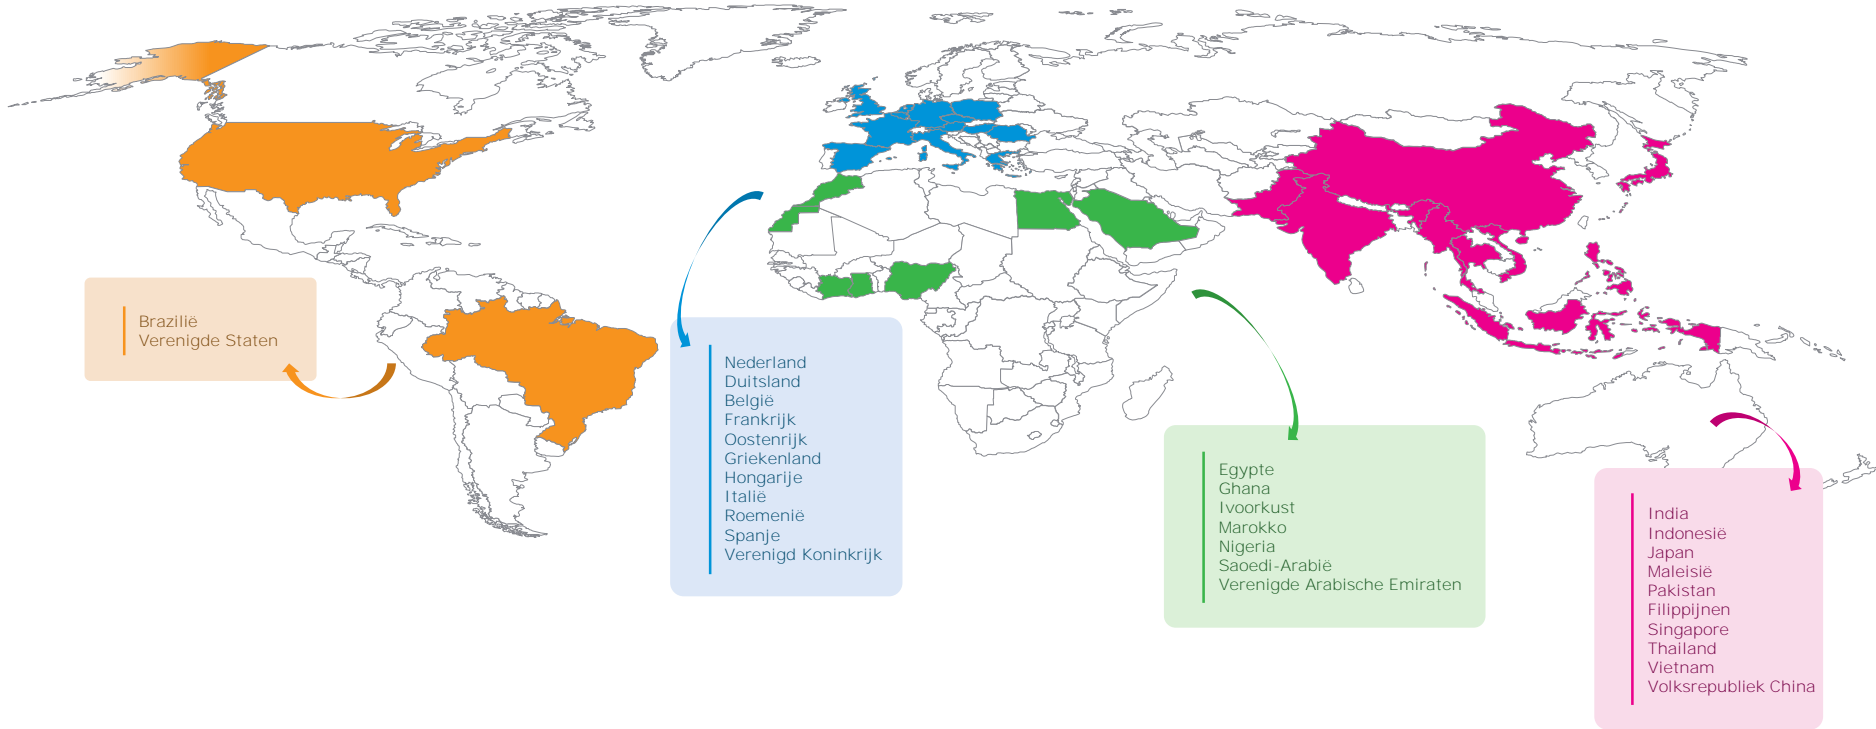 Brazilië
Verenigde Staten
Nederland
Duitsland
België
Frankrijk
Oostenrijk
Griekenland
Hongarije
Italië
Roemenië
Spanje
Verenigd Koninkrijk
Egypte
Ghana
Ivoorkust
Marokko
Nigeria
Saoedi-Arabië
Verenigde Arabische Emiraten
India
Indonesië
Japan
Maleisië
Pakistan
Filippijnen
Singapore
Thailand
Vietnam
Volksrepubliek China